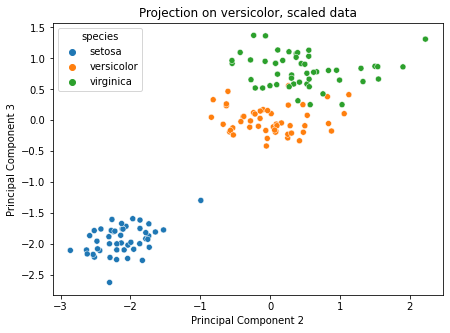 Projection on versicolor, scaled data
species
setosa
versicolor
virginica
1.5
1.0
0.5
0.0
−0.5
−1.0
−1.5
−2.0
−2.5
Principal Component 3
−3
−2
−1
0
1
2
Principal Component 2